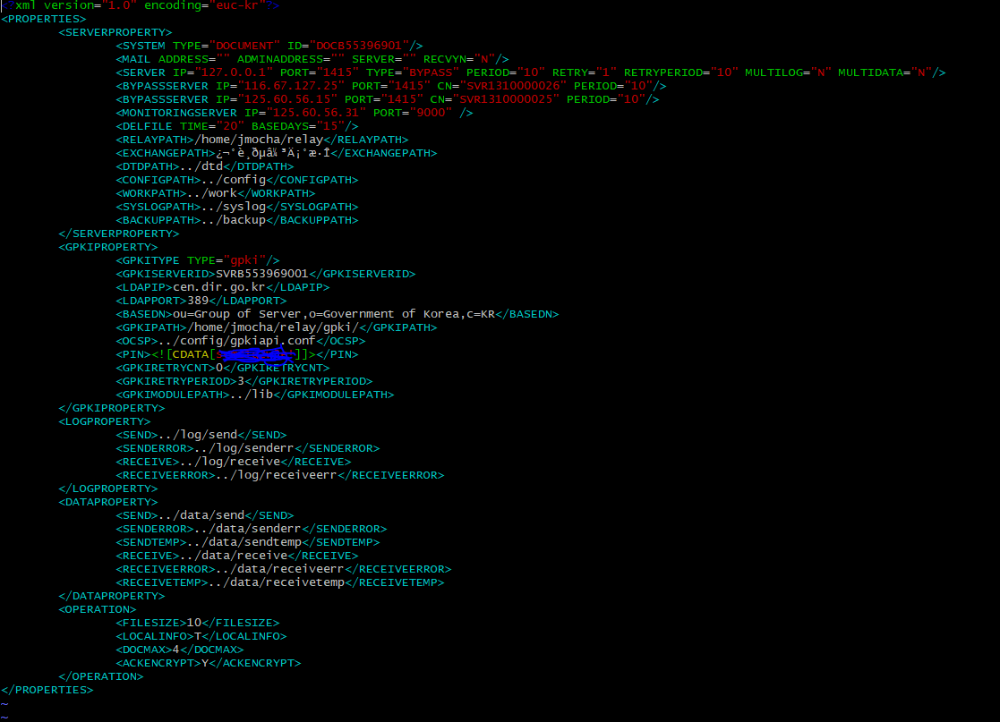 <?xml version="1.0" encoding="euc-kr"?>
<PROPERTIES>
<SERVERPROPERTY>
<SYSTEM TYPE="DOCUMENT" ID="DOCB55396901"/>
<MAIL ADDRESS="" ADMINADDRESS="" SERVER="" RECVYN="N"/>
<SERVER IP="127.0.0.1" PORT="1415" TYPE="BYPASS" PERIOD="10" RETRY="1" RETRYPERIOD="10" MULTILOG="N" MULTIDATA="N"/>
<BYPASSSERVER IP="116.67.127.25" PORT="1415" CN="SVR1310000026" PERIOD="10"/>
<BYPASSSERVER IP="125.60.56.15" PORT="1415" CN="SVR1310000025" PERIOD="10"/>
<MONITORINGSERVER IP="125.60.56.31" PORT="9000" />
<DELFILE TIME="20" BASEDAYS="15"/>
<RELAYPATH>/home/jmocha/relay</RELAYPATH>
<EXCHANGEPATH></EXCHANGEPATH>
<DTDPATH>../dtd</DTDPATH>
<CONFIGPATH>../config</CONFIGPATH>
<WORKPATH>../work</WORKPATH>
<SYSLOGPATH>../syslog</SYSLOGPATH>
<BACKUPPATH>../backup</BACKUPPATH>
</SERVERPROPERTY>
<GPKIPROPERTY>
<GPKITYPE TYPE="gpki"/>
<GPKISERVERID>SVRB553969001</GPKISERVERID>
<LDAPIP>cen.dir.go.kr</LDAPIP>
<LDAPPORT>389</LDAPPORT>
<BASEDN>ou=Group of Server,o=Government of Korea,c=KR</BASEDN>
<GPKIPATH>/home/jmocha/relay/gpki/</GPKIPATH>
<OCSP>../config/gpkiapi.conf</OCSP>
<PIN><![CDATA[]]></PIN>
<GPKIRETRYCNT>0</GPKIRETRYCNT>
<GPKIRETRYPERIOD>3</GPKIRETRYPERIOD>
<GPKIMODULEPATH>../lib</GPKIMODULEPATH>
</GPKIPROPERTY>
<LOGPROPERTY>
<SEND>../log/send</SEND>
<SENDERROR>../log/senderr</SENDERROR>
<RECEIVE>../log/receive</RECEIVE>
<RECEIVEERROR>../log/receiveerr</RECEIVEERROR>
</LOGPROPERTY>
<DATAPROPERTY>
<SEND>../data/send</SEND>
<SENDERROR>../data/senderr</SENDERROR>
<SENDTEMP>../data/sendtemp</SENDTEMP>
<RECEIVE>../data/receive</RECEIVE>
<RECEIVEERROR>../data/receiveerr</RECEIVEERROR>
<RECEIVETEMP>../data/receivetemp</RECEIVETEMP>
</DATAPROPERTY>
<OPERATION>
<FILESIZE>10</FILESIZE>
<LOCALINFO>T</LOCALINFO>
<DOCMAX>4</DOCMAX>
<ACKENCRYPT>Y</ACKENCRYPT>
</OPERATION>
</PROPERTIES>
~
~